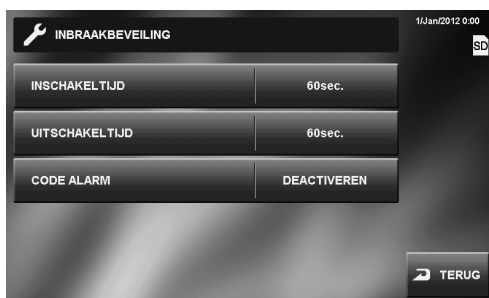 1/Jan/2012 0:00
INBRAAKBEVEILING
SD
INSCHAKELTIJD 60sec.
UITSCHAKELTIJD 60sec.
CODE ALARM DEACTIVEREN
TERUG